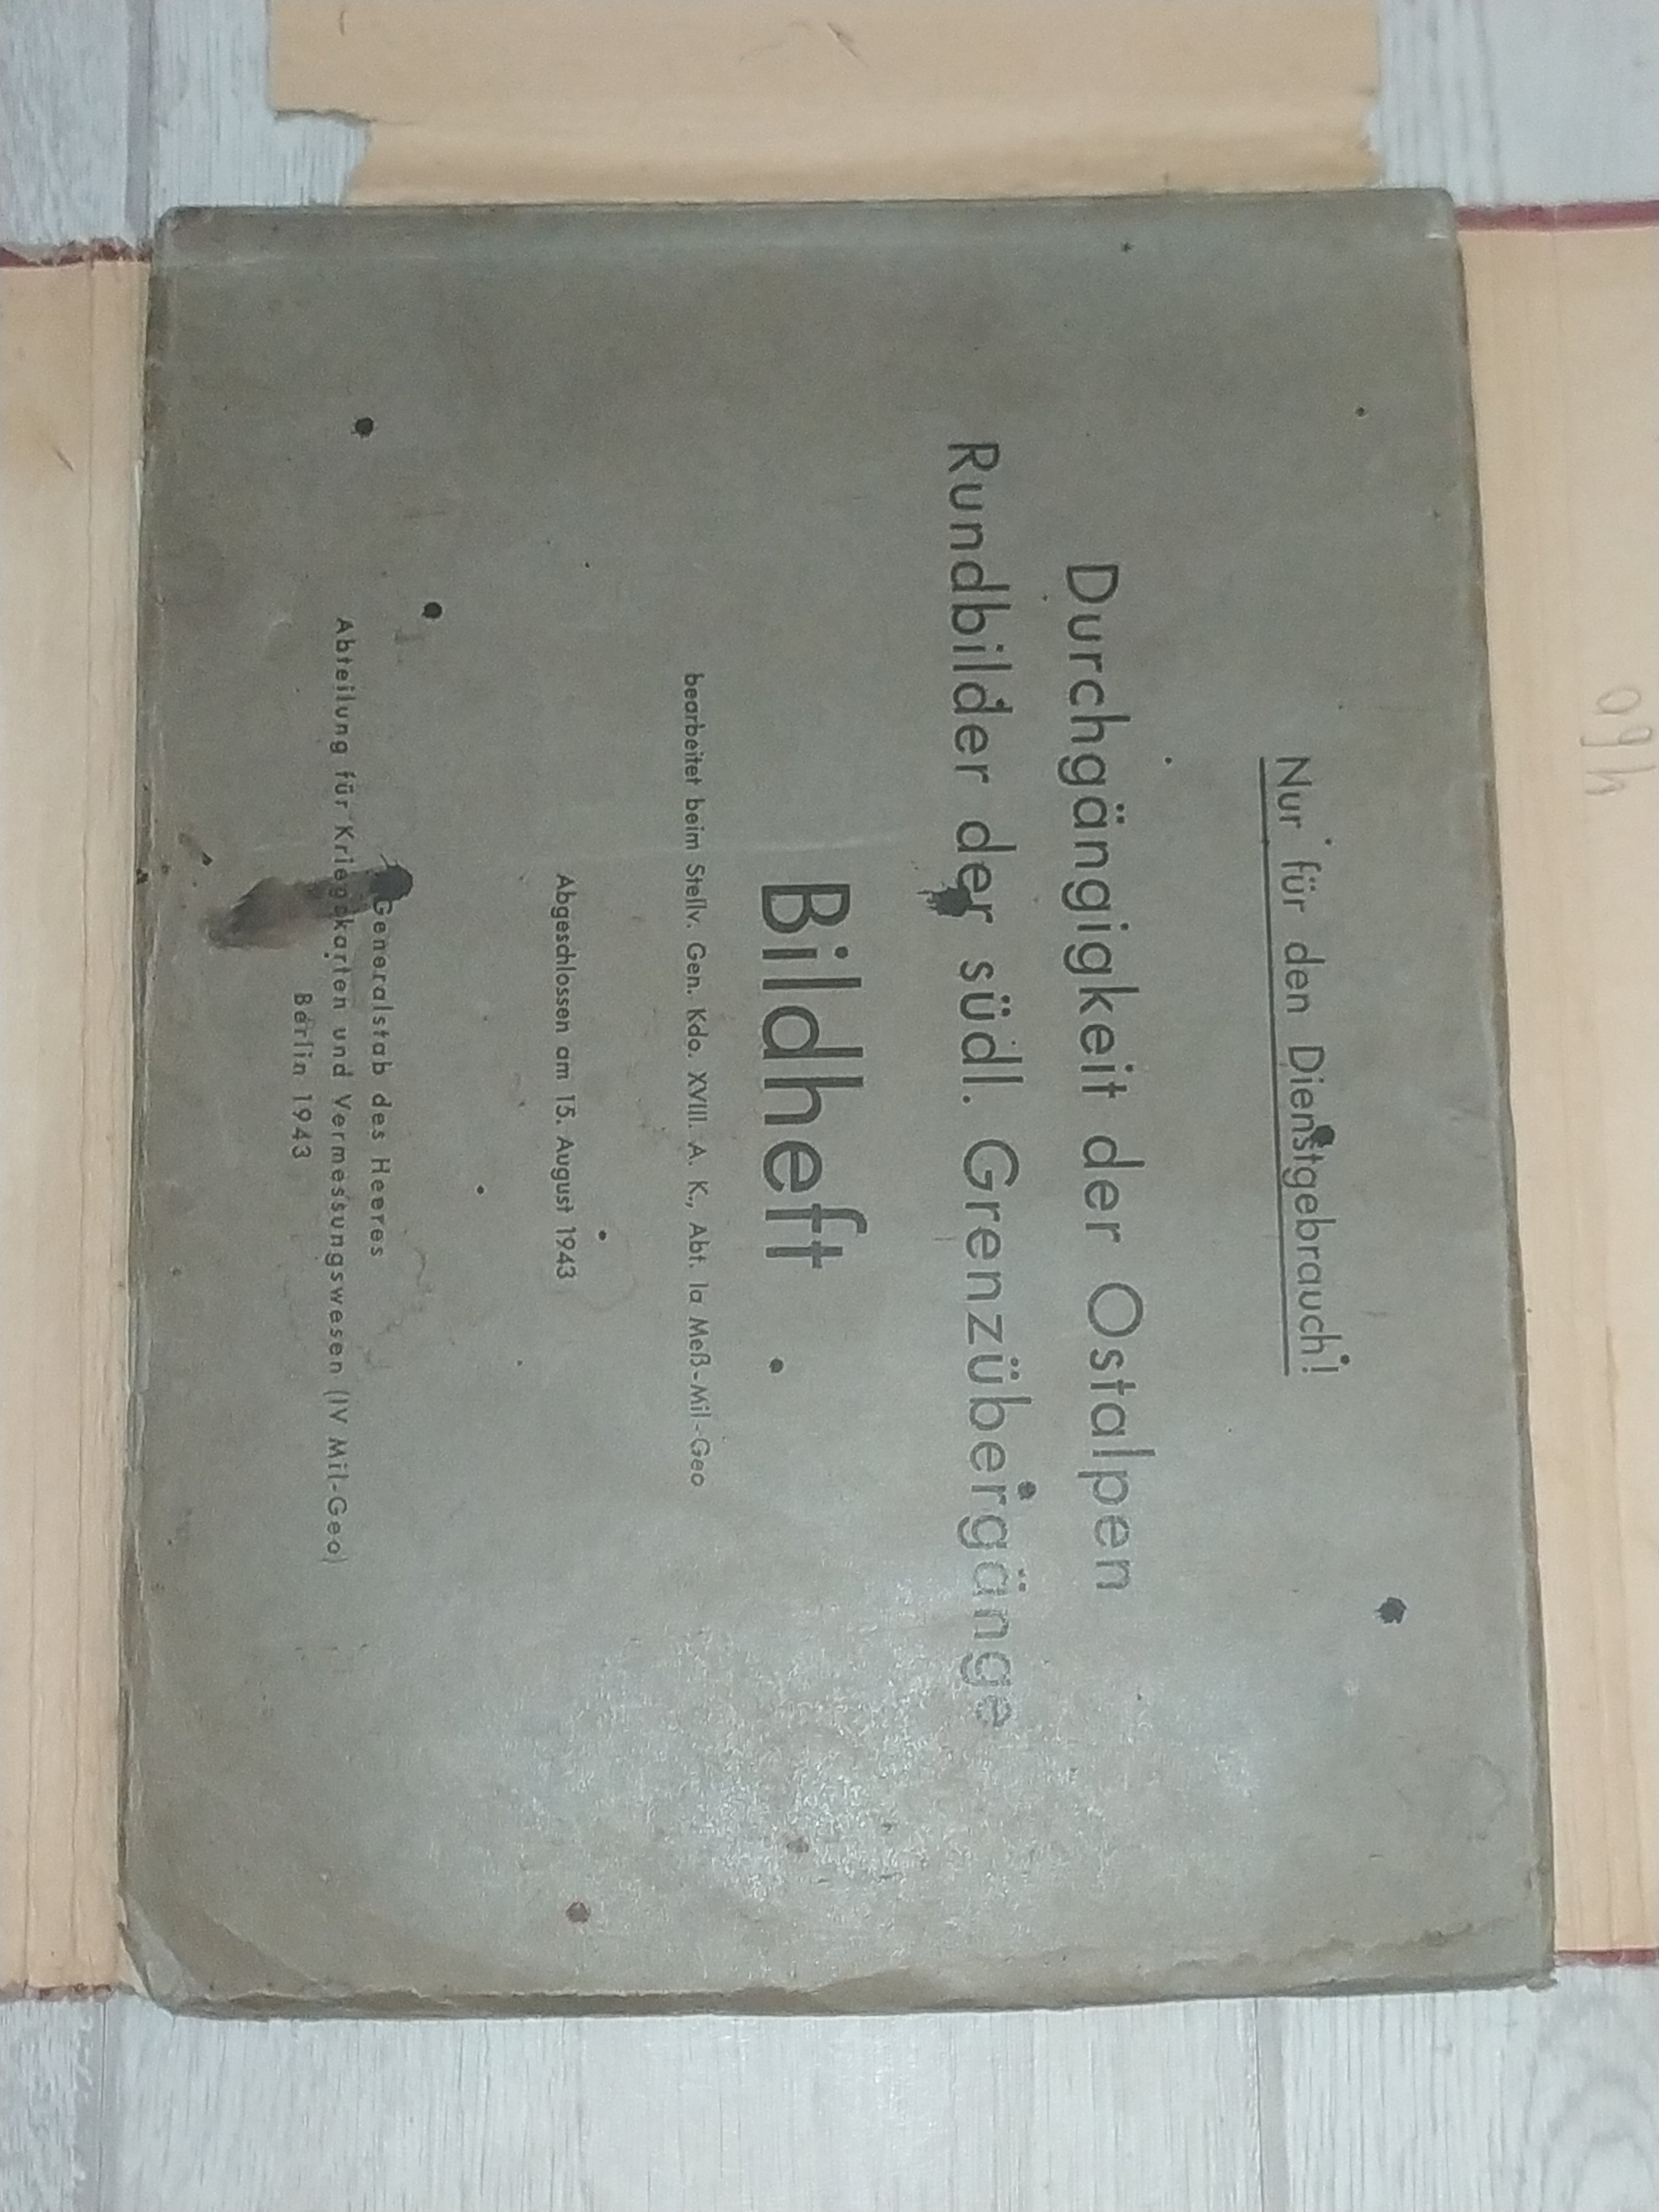 Nur für den Dienstgebrauch!
Durchgängigkeit der Ostalpen
Rundbilder der südl. Grenzübergänge
Bildheft
bearbeitet beim Stellv. Gen. Kdo. XVIII. A. K., Abt. Ia Meß-Mil-Geo
Abgeschlossen am 15. August 1943
Generalstab des Heeres
Abteilung für Kriegskarten und Vermessungswesen (IV Mil-Geo)
Berlin 1943